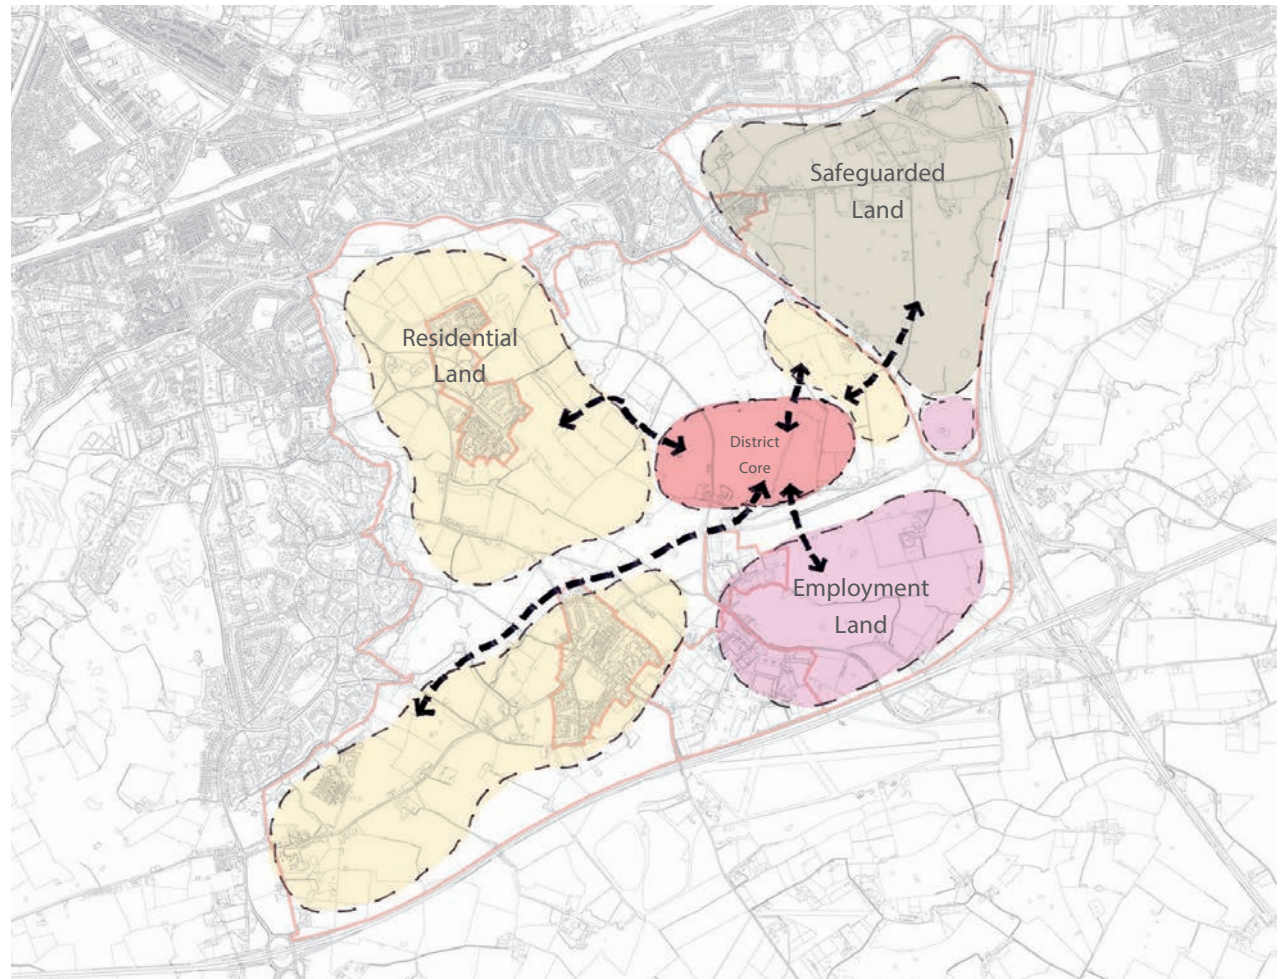 Safeguarded
Land
Residential
Land
District
Core
Employment
Land